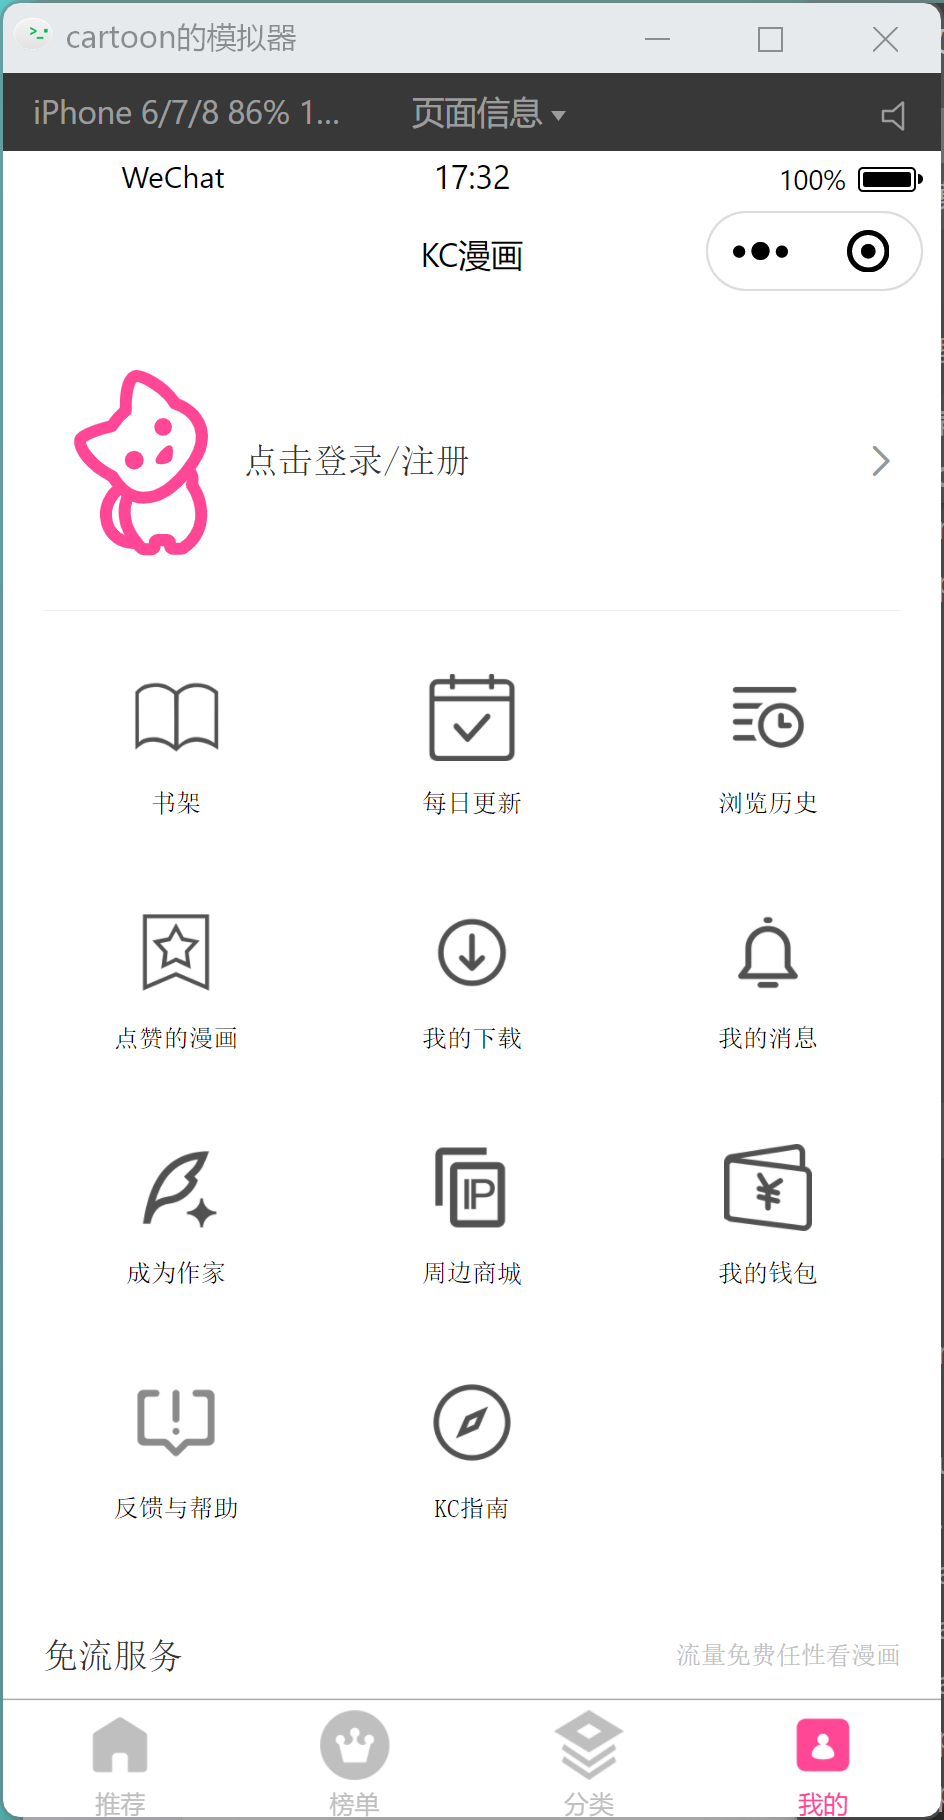 cartoon的模拟器
iPhone 6/7/8 86% 1... 页面信息
WeChat 17:32 100%
KC漫画
点击登录/注册
书架 每日更新 浏览历史
点赞的漫画 我的下载 我的消息
IP ¥
成为作家 周边商城 我的钱包
反馈与帮助 KC指南
免流服务 流量免费任性看漫画
推荐 榜单 分类 我的